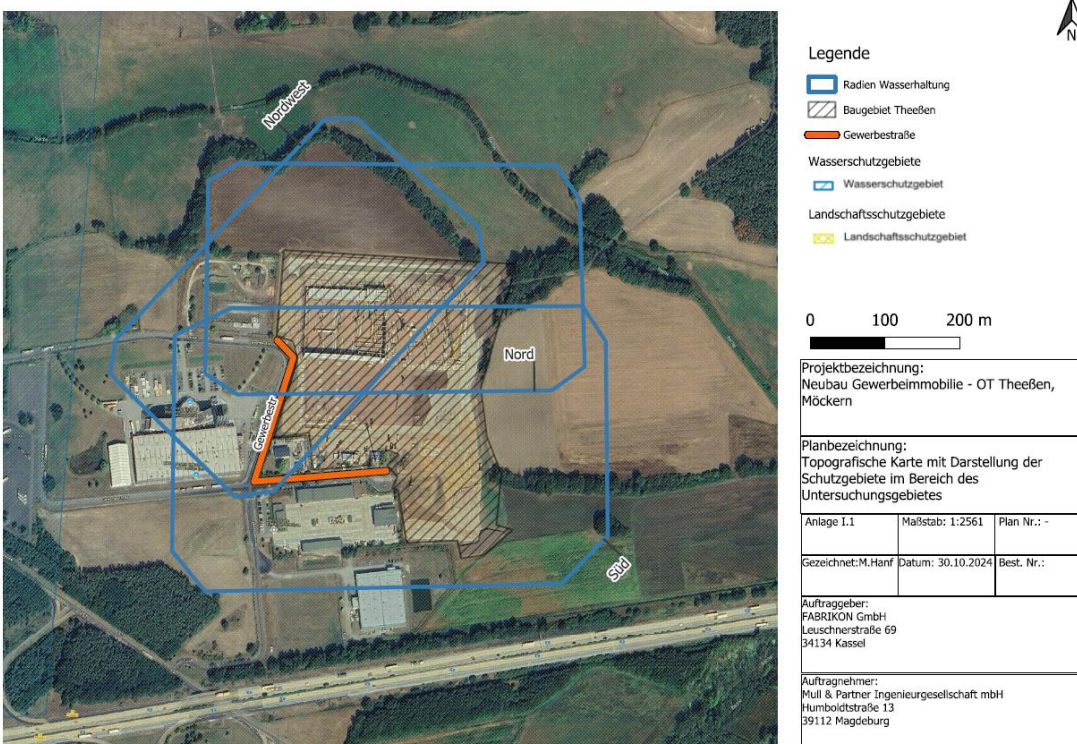 Nordwest
Nord
Gewerbestr
Süd
N
Legende
Radien Wasserhaltung
Baugebiet Theeßen
Gewerbestraße
Wasserschutzgebiete
Wasserschutzgebiet
Landschaftsschutzgebiete
Landschaftsschutzgebiet
0 100 200 m
Projektbezeichnung:
Neubau Gewerbeimmobilie - OT Theeßen,
Möckern
Planbezeichnung:
Topografische Karte mit Darstellung der
Schutzgebiete im Bereich des
Untersuchungsgebietes
Anlage I.1 Maßstab: 1:2561 Plan Nr.: -
Gezeichnet:M.Hanf Datum: 30.10.2024 Best. Nr.:
Auftraggeber:
FABRIKON GmbH
Leuschnerstraße 69
34134 Kassel
Auftragnehmer:
Mull & Partner Ingenieurgesellschaft mbH
Humboldtstraße 13
39112 Magdeburg